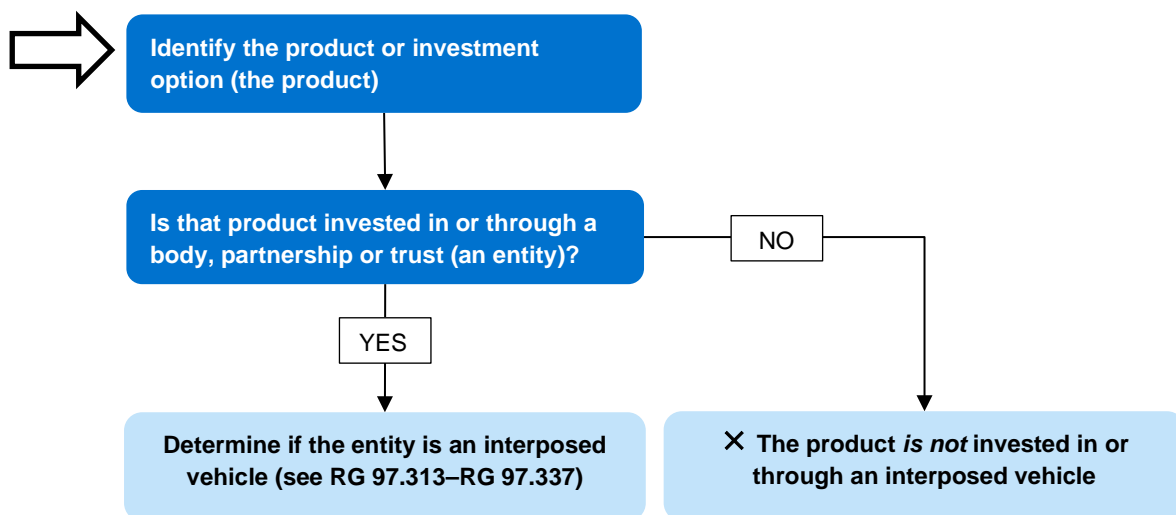 Identify the product or investment
option (the product)
Is that product invested in or through a
body, partnership or trust (an entity)?
NO
YES
Determine if the entity is an interposed
vehicle (see RG 97.313–RG 97.337)
✕ The product is not invested in or
through an interposed vehicle